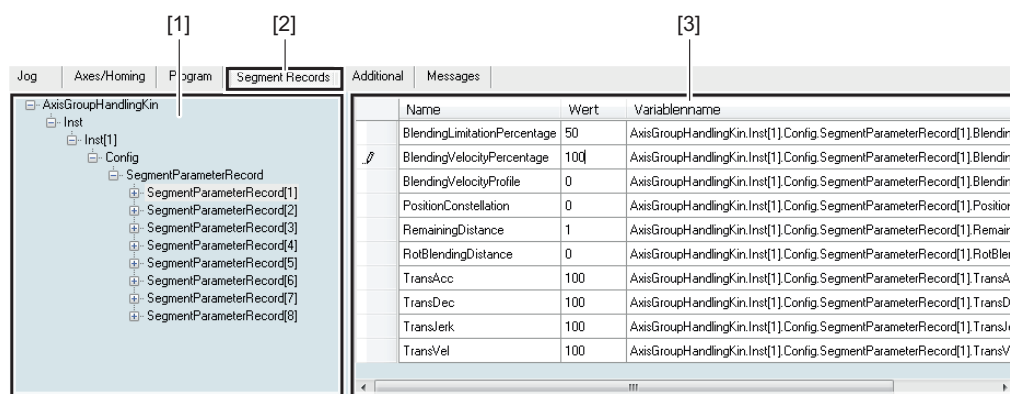 [1] [2] [3]
Jog Axes/Homing Program Segment Records Additional Messages
AxisGroupHandlingKin
Inst
Inst[1]
Config
SegmentParameterRecord
SegmentParameterRecord[1]
SegmentParameterRecord[2]
SegmentParameterRecord[3]
SegmentParameterRecord[4]
SegmentParameterRecord[5]
SegmentParameterRecord[6]
SegmentParameterRecord[7]
SegmentParameterRecord[8]
Name Wert Variablenname
BlendingLimitationPercentage 50 AxisGroupHandlingKin.Inst[1].Config.SegmentParameterRecord[1].Blendin
BlendingVelocityPercentage 100 AxisGroupHandlingKin.Inst[1].Config.SegmentParameterRecord[1].Blendin
BlendingVelocityProfile 0 AxisGroupHandlingKin.Inst[1].Config.SegmentParameterRecord[1].Blendin
PositionConstellation 0 AxisGroupHandlingKin.Inst[1].Config.SegmentParameterRecord[1].Position
RemainingDistance 1 AxisGroupHandlingKin.Inst[1].Config.SegmentParameterRecord[1].Remain
RotBlendingDistance 0 AxisGroupHandlingKin.Inst[1].Config.SegmentParameterRecord[1].RotBlen
TransAcc 100 AxisGroupHandlingKin.Inst[1].Config.SegmentParameterRecord[1].TransA
TransDec 100 AxisGroupHandlingKin.Inst[1].Config.SegmentParameterRecord[1].TransD
TransJerk 100 AxisGroupHandlingKin.Inst[1].Config.SegmentParameterRecord[1].TransJe
TransVel 100 AxisGroupHandlingKin.Inst[1].Config.SegmentParameterRecord[1].TransV